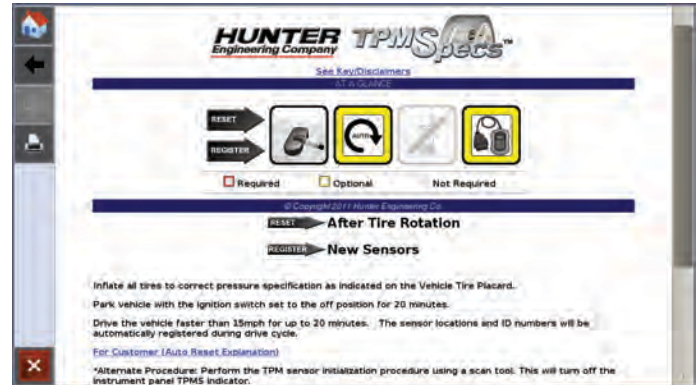 HUNTER
Engineering Company
TPMSpecs™
See Key/Disclaimers
AT A GLANCE
RESET
REGISTER
AUTO
Required Optional Not Required
© Copyright 2011 Hunter Engineering Co.
RESET After Tire Rotation
REGISTER New Sensors
Inflate all tires to correct pressure specification as indicated on the Vehicle Tire Placard.
Park vehicle with the ignition switch set to the off position for 20 minutes.
Drive the vehicle faster than 15mph for up to 20 minutes. The sensor locations and ID numbers will be
automatically registered during drive cycle.
For Customer (Auto Reset Explanation)
*Alternate Procedure: Perform the TPM sensor initialization procedure using a scan tool. This will turn off the
instrument panel TPMS indicator.